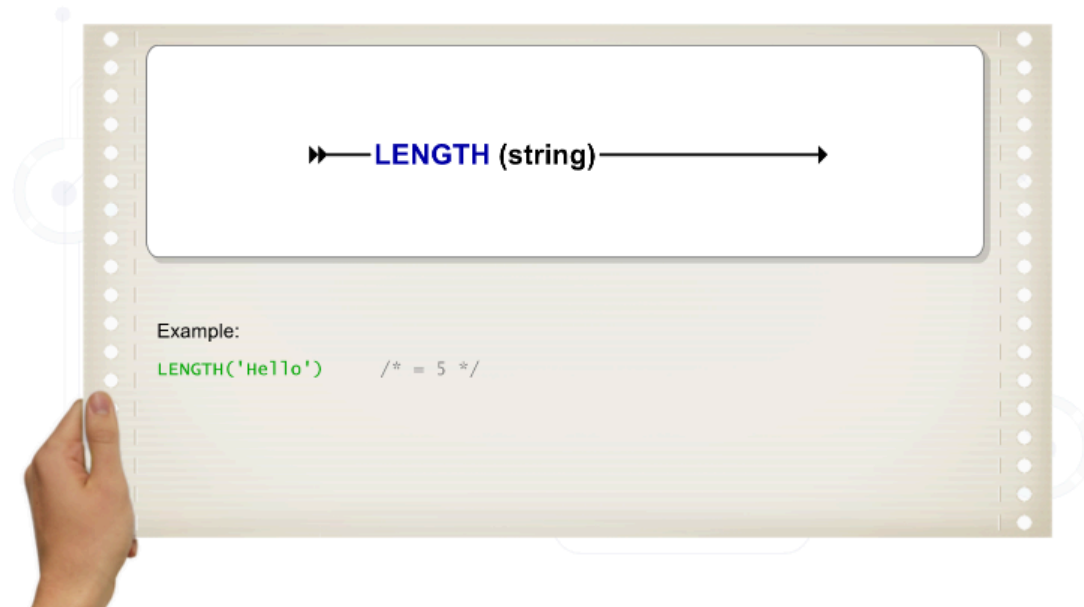 LENGTH (string)
Example:
LENGTH('Hello') /* = 5 */